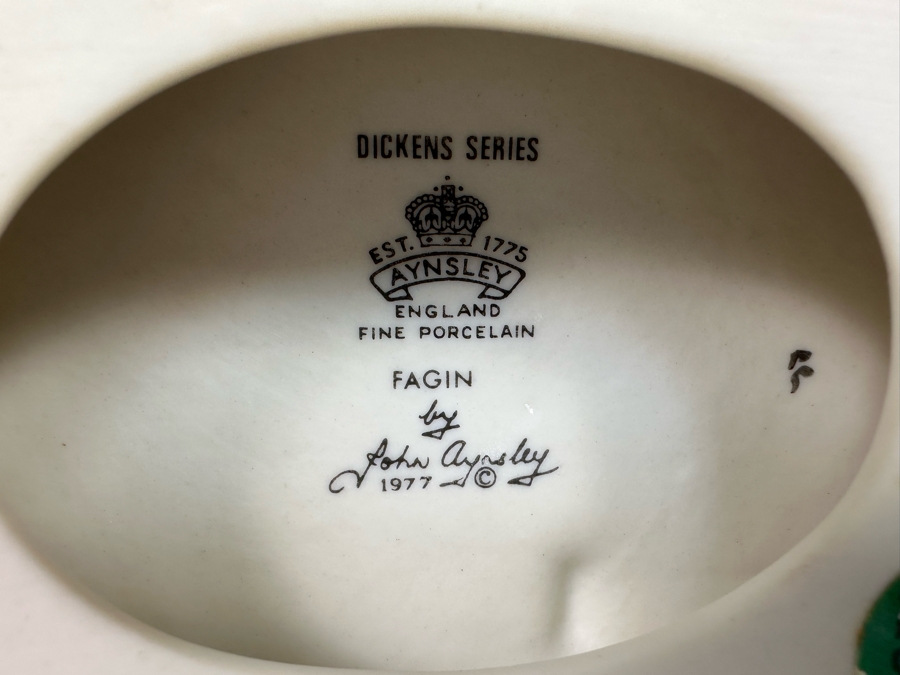 DICKENS SERIES
EST. 1775
AYNSLEY
ENGLAND
FINE PORCELAIN
FAGIN
by
John Aynsley
1977 ©